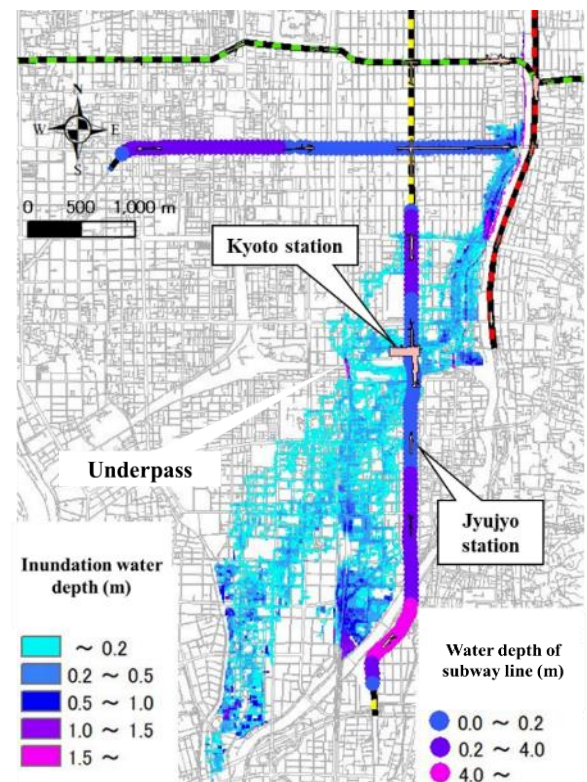 N
W E
S
0 500 1,000 m
Kyoto station
Underpass
Jyujyo
station
Inundation water
depth (m)
~ 0.2
0.2 ~ 0.5
0.5 ~ 1.0
1.0 ~ 1.5
1.5 ~
Water depth of
subway line (m)
0.0 ~ 0.2
0.2 ~ 4.0
4.0 ~